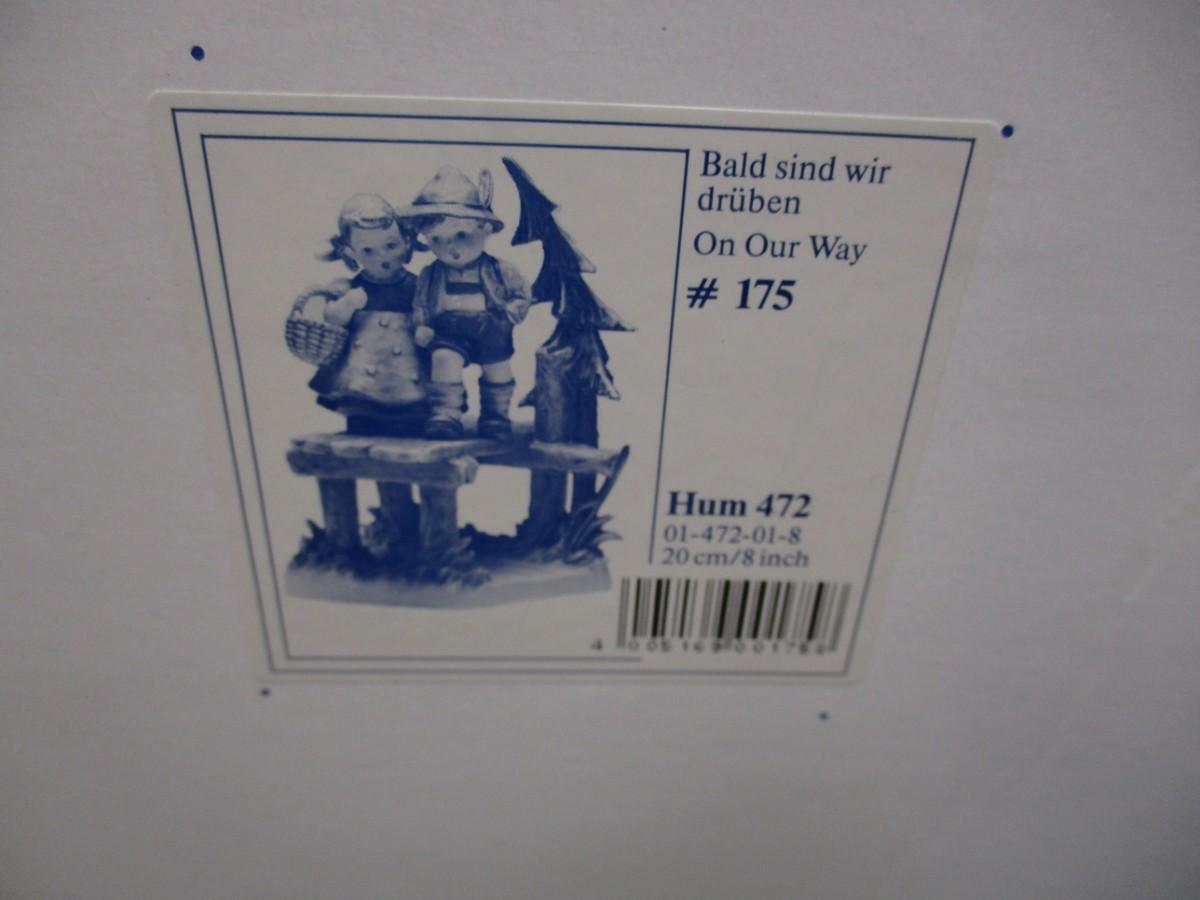 Bald sind wir
drüben
On Our Way
# 175
Hum 472
01-472-01-8
20 cm/8 inch